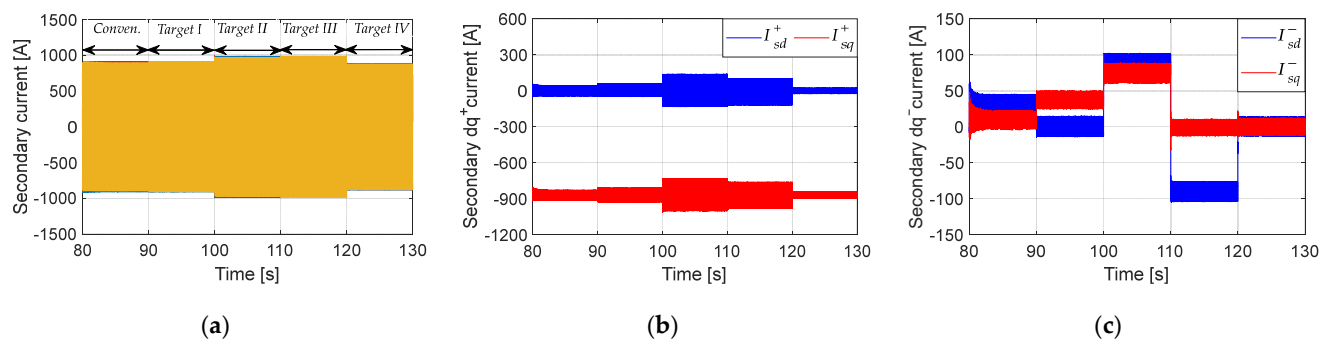 Conven. Target I Target II Target III Target IV
Secondary current [A]
1500
1000
500
0
-500
-1000
-1500
80 90 100 110 120 130
Time [s]
(a)
I+sd I+sq
Secondary dq+ current [A]
600
300
0
-300
-600
-900
-1200
80 90 100 110 120 130
Time [s]
(b)
I−sd
I−sq
Secondary dq- current [A]
150
100
50
0
-50
-100
-150
80 90 100 110 120 130
Time [s]
(c)